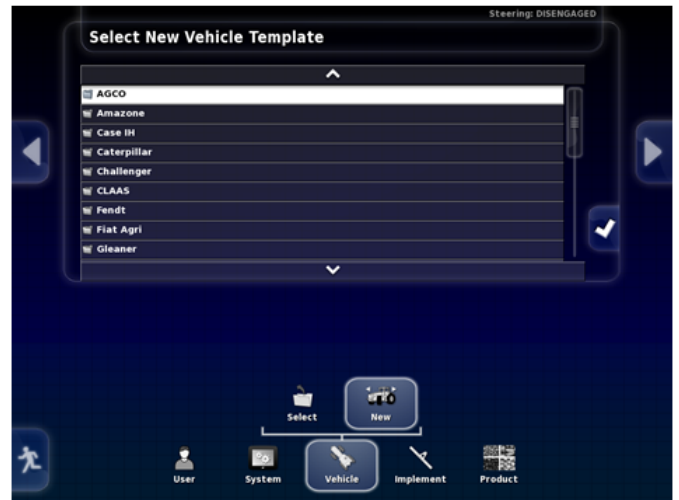 Steering: DISENGAGED
Select New Vehicle Template
AGCO
Amazone
Case IH
Caterpillar
Challenger
CLAAS
Fendt
Fiat Agri
Gleaner
Select
New
User
System
Vehicle
Implement
Product